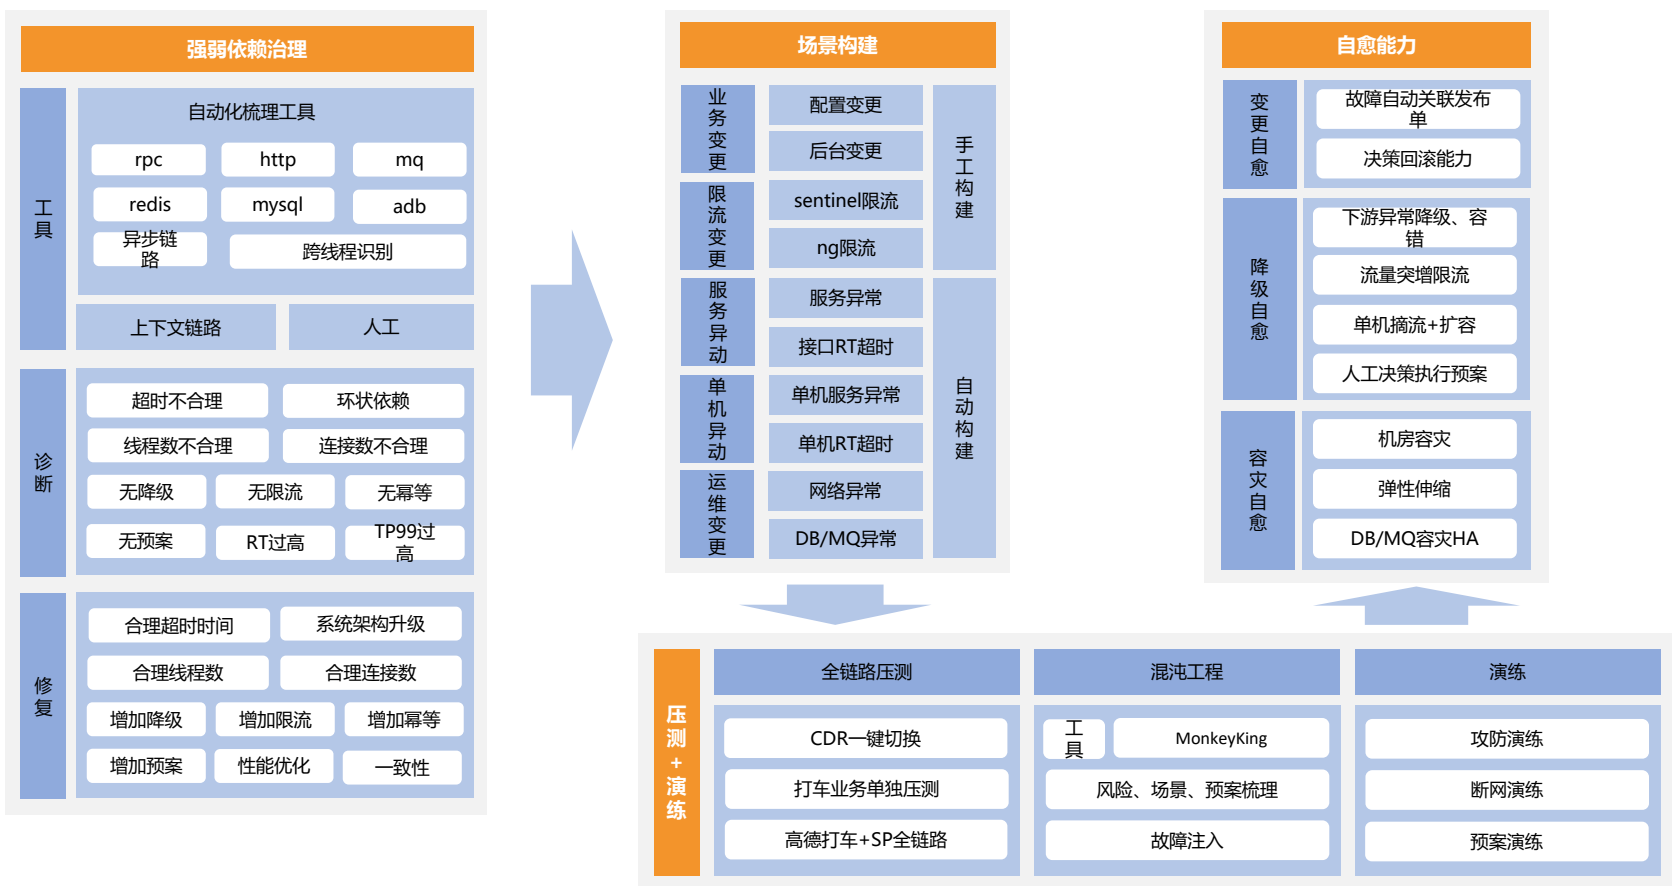 强弱依赖治理
工具
自动化梳理工具
rpc
http
mq
redis
mysql
adb
异步链
路
跨线程识别
上下文链路
人工
诊断
超时不合理
环状依赖
线程数不合理
连接数不合理
无降级
无限流
无幂等
无预案
RT过高
TP99过
高
修复
合理超时时间
系统架构升级
合理线程数
合理连接数
增加降级
增加限流
增加幂等
增加预案
性能优化
一致性
场景构建
业务变更
配置变更
后台变更
限流变更
sentinel限流
ng限流
手工构建
服务异动
服务异常
接口RT超时
单机异动
单机服务异常
单机RT超时
运维变更
网络异常
DB/MQ异常
自动构建
自愈能力
变更自愈
故障自动关联发布
单
决策回滚能力
降级自愈
下游异常降级、容
错
流量突增限流
单机摘流+扩容
人工决策执行预案
容灾自愈
机房容灾
弹性伸缩
DB/MQ容灾HA
压测+演练
全链路压测
CDR一键切换
打车业务单独压测
高德打车+SP全链路
混沌工程
工具
MonkeyKing
风险、场景、预案梳理
故障注入
演练
攻防演练
断网演练
预案演练